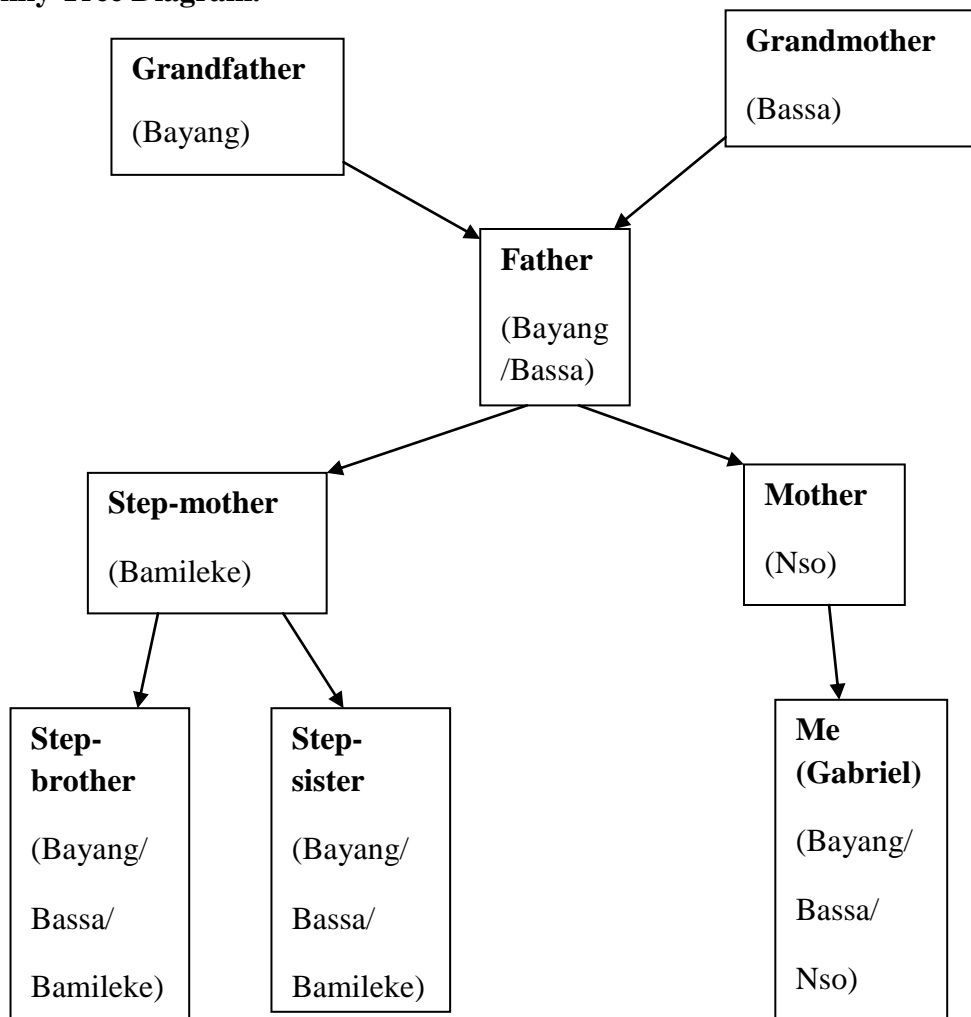 Tree Diagram.
Grandfather
(Bayang)
Grandmother
(Bassa)
Father
(Bayang
/Bassa)
Step-mother
(Bamileke)
Mother
(Nso)
Step-
brother
(Bayang/
Bassa/
Bamileke)
Step-
sister
(Bayang/
Bassa/
Bamileke)
Me
(Gabriel)
(Bayang/
Bassa/
Nso)